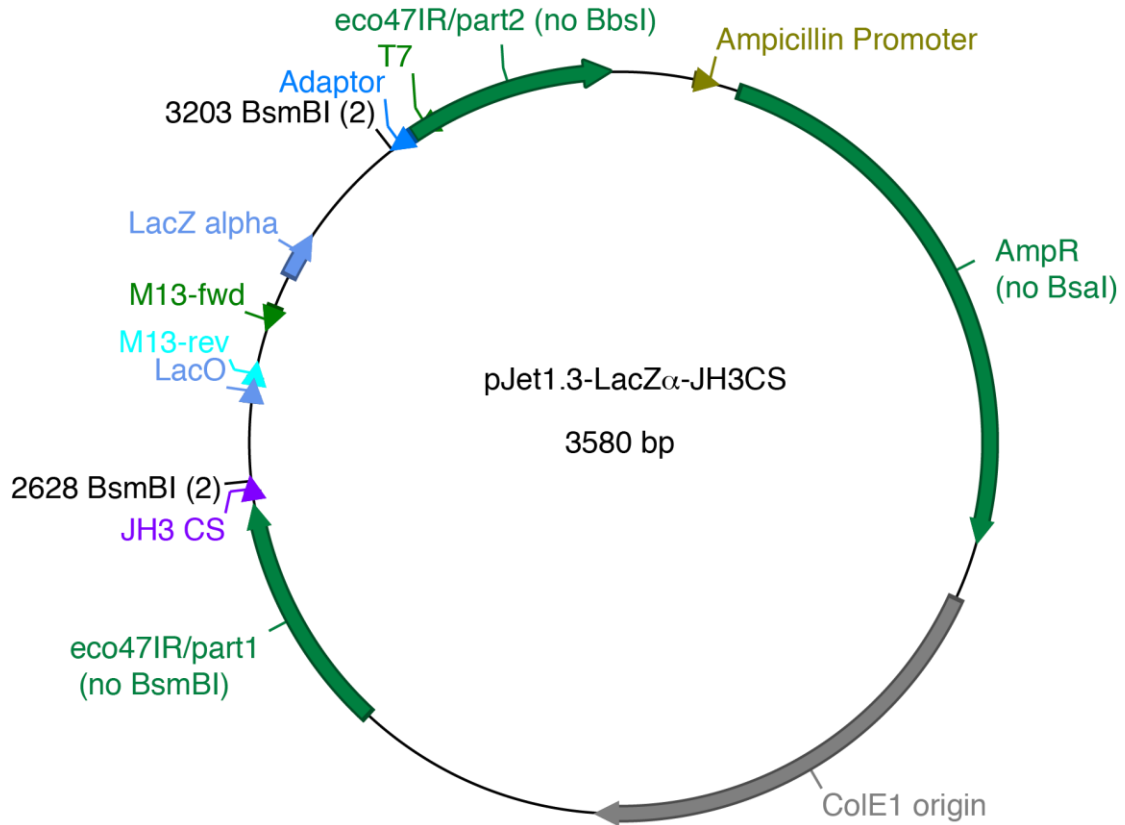 eco47IR/part2 (no BbsI)
T7
Adaptor
3203 BsmBI (2)
Ampicillin Promoter
LacZ alpha
AmpR
(no BsaI)
M13-fwd
M13-rev
LacO
pJet1.3-LacZα-JH3CS
3580 bp
2628 BsmBI (2)
JH3 CS
eco47IR/part1
(no BsmBI)
ColE1 origin